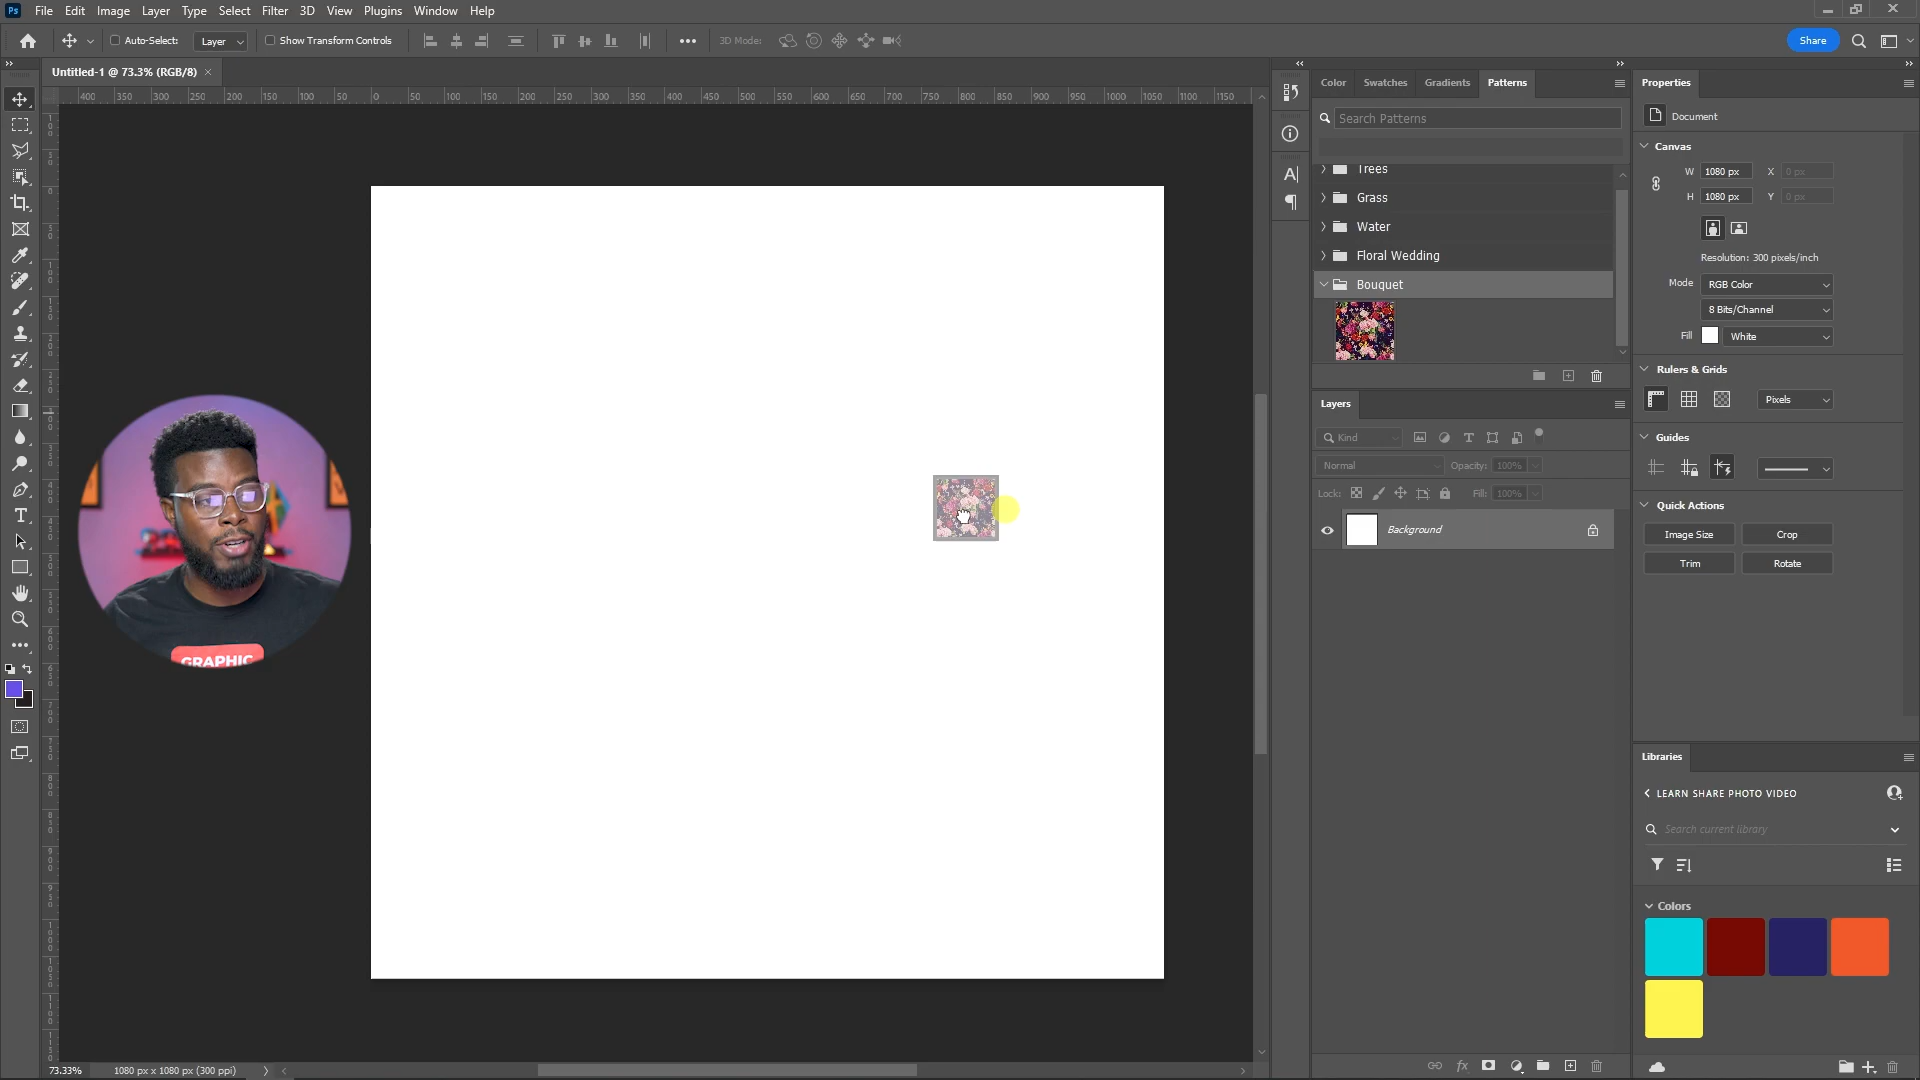 Ps File Edit Image Layer Type Select Filter 3D View Plugins Window Help
Auto-Select: Layer Show Transform Controls 3D Mode: Share
Untitled-1 @ 73.3% (RGB/8)
400 350 300 250 200 150 100 50 0 50 100 150 200 250 300 350 400 450 500 550 600 650 700 750 800 850 900 950 1000 1050 1100 1150
GRAPHIC
Color Swatches Gradients Patterns
Search Patterns
Trees
Grass
Water
Floral Wedding
Bouquet
Layers
Kind
Normal Opacity: 100%
Lock: Fill: 100%
Background
Properties
Document
Canvas
W 1080 px X 0 px
H 1080 px Y 0 px
Resolution: 300 pixels/inch
Mode RGB Color
8 Bits/Channel
Fill White
Rulers & Grids
Pixels
Guides
Quick Actions
Image Size Crop
Trim Rotate
Libraries
LEARN SHARE PHOTO VIDEO
Search current library
Colors
73.33% 1080 px x 1080 px (300 ppi)